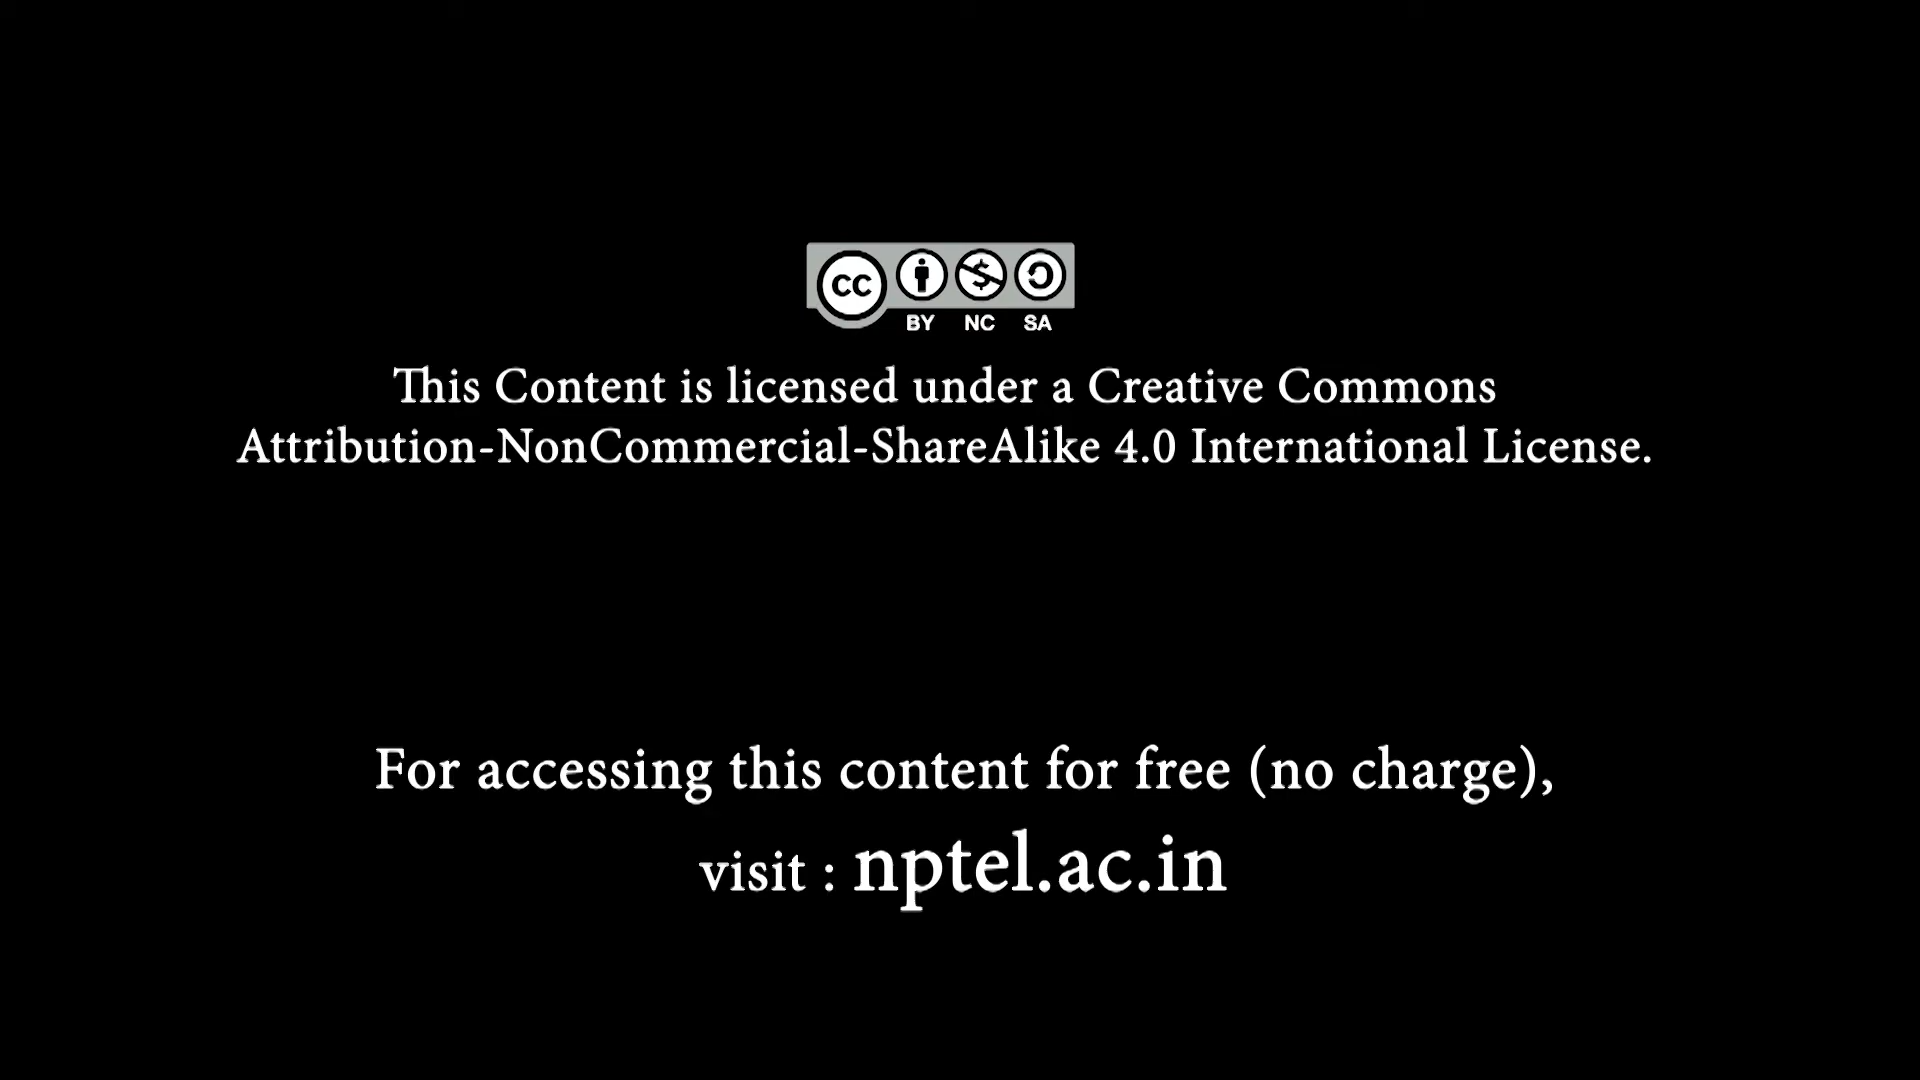 cc
BY NC SA
This Content is licensed under a Creative Commons
Attribution-NonCommercial-ShareAlike 4.0 International License.
For accessing this content for free (no charge),
visit : nptel.ac.in